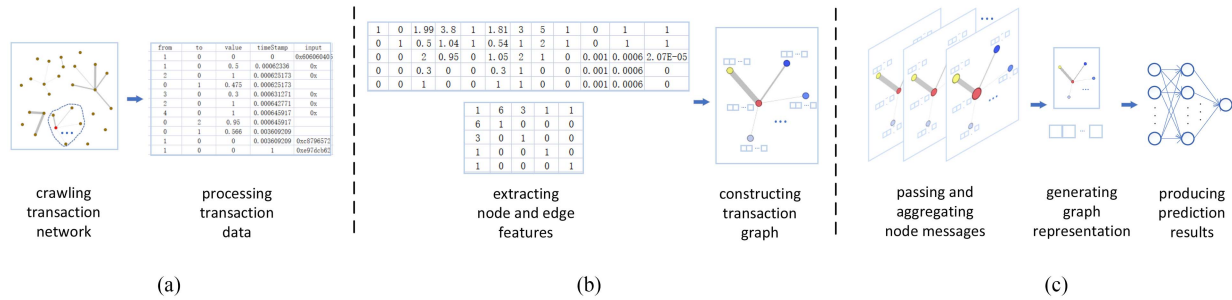 from to value timeStamp input
1 0 0 0 0x60606040
1 0 0.5 0.00062336 0x
2 0 1 0.000625173 0x
0 1 0.475 0.000625173
3 0 0.3 0.000631271 0x
2 0 1 0.000642771 0x
4 0 1 0.000645917 0x
0 2 0.95 0.000645917
0 1 0.566 0.003609209
1 0 0 0.003609209 0xc8796572
1 0 0 1 0xe97dcb62
crawling
transaction
network
processing
transaction
data
(a)
1 0 1.99 3.8 1 1.81 3 5 1 0 1 1
0 1 0.5 1.04 1 0.54 1 2 1 0 1 1
0 0 2 0.95 0 1.05 2 1 0 0.001 0.0006 2.07E-05
0 0 0.3 0 0 0.3 1 0 0 0.001 0.0006 0
0 0 1 0 0 1 1 0 0 0.001 0.0006 0
1 6 3 1 1
6 1 0 0 0
3 0 1 0 0
1 0 0 1 0
1 0 0 0 1
extracting
node and edge
features
constructing
transaction
graph
(b)
passing and
aggregating
node messages
generating
graph
representation
producing
prediction
results
(c)